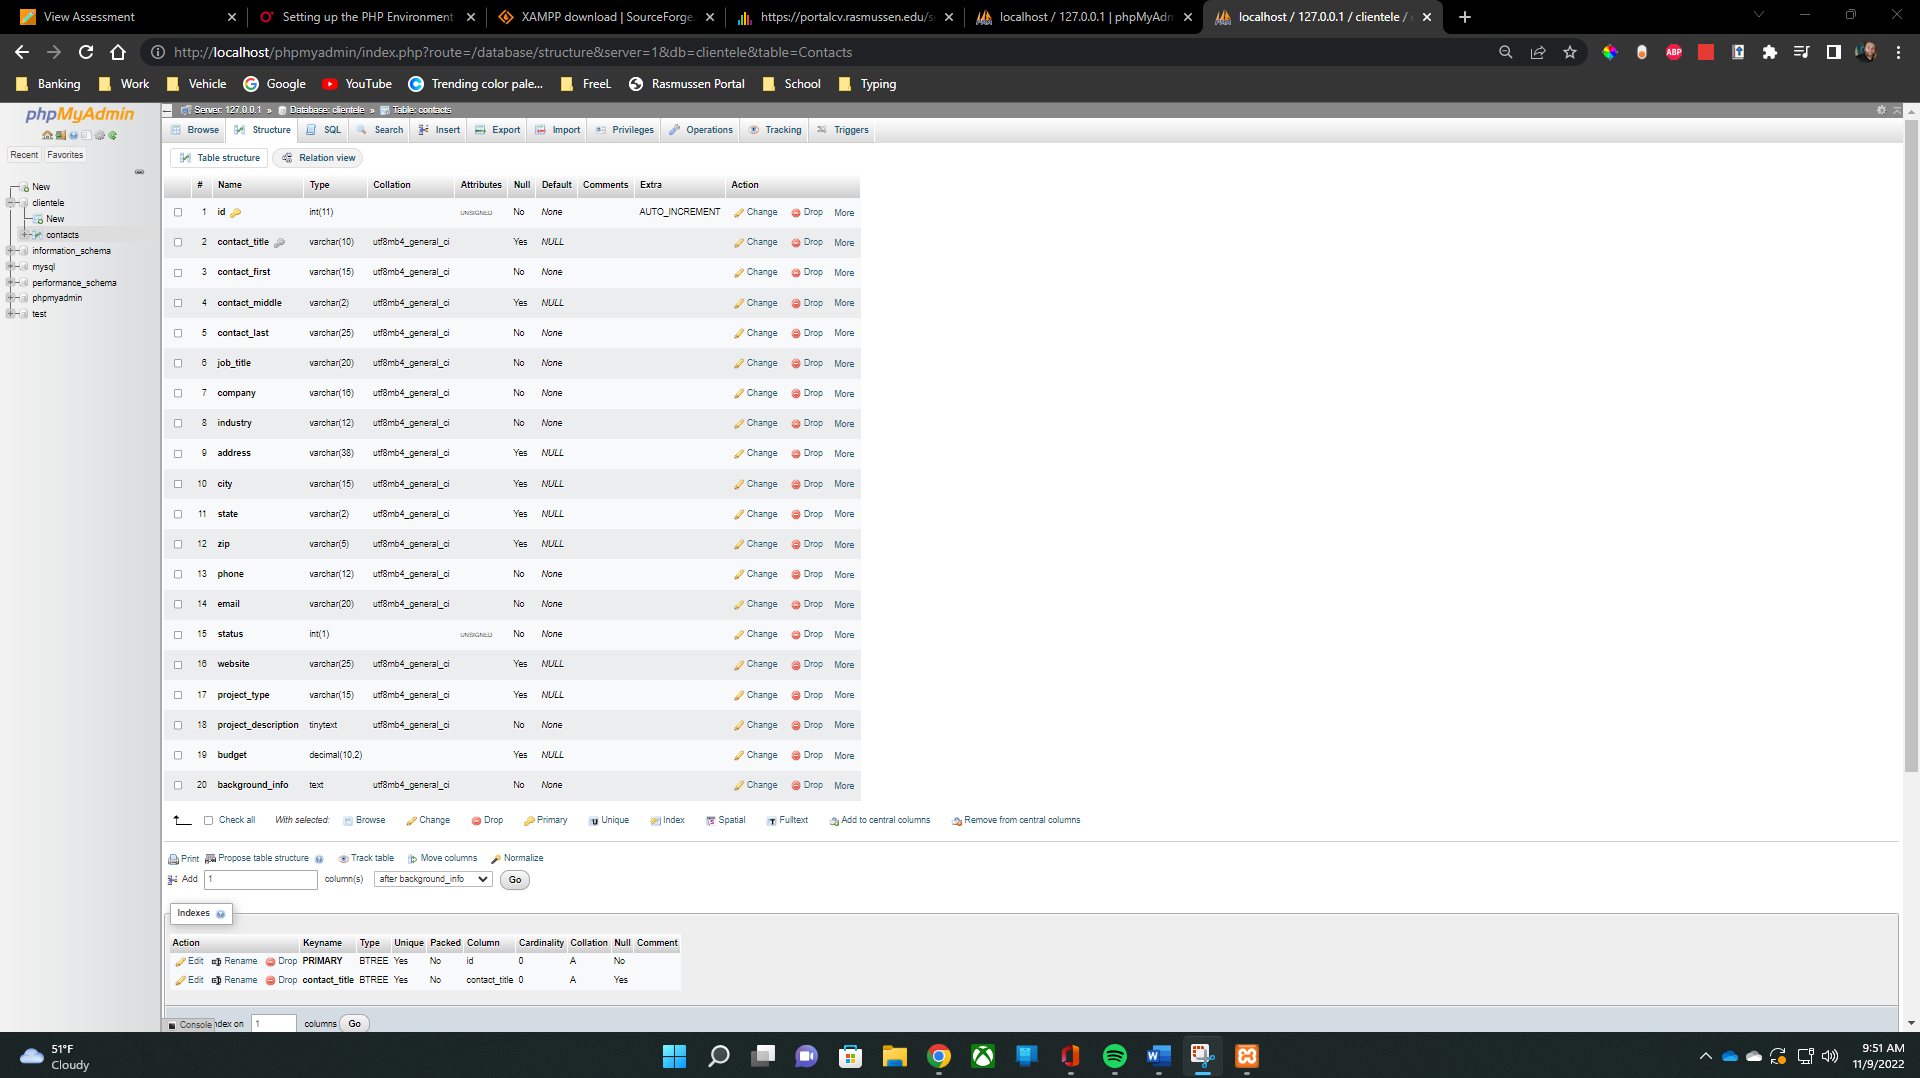 View Assessment
Setting up the PHP Environment
XAMPP download | SourceForge.
https://portalcv.rasmussen.edu/s
localhost / 127.0.0.1 | phpMyAdm
localhost / 127.0.0.1 / clientele /
http://localhost/phpmyadmin/index.php?route=/database/structure&server=1&db=clientele&table=Contacts
ABP
Banking Work Vehicle Google YouTube Trending color pale... FreeL Rasmussen Portal School Typing
phpMyAdmin
Recent Favorites
New
clientele
New
contacts
information_schema
mysql
performance_schema
phpmyadmin
test
Server: 127.0.0.1 » Database: clientele » Table: contacts
Browse Structure SQL Search Insert Export Import Privileges Operations Tracking Triggers
Table structure Relation view
# Name Type Collation Attributes Null Default Comments Extra Action
1 id int(11) UNSIGNED No None AUTO_INCREMENT Change Drop More
2 contact_title varchar(10) utf8mb4_general_ci Yes NULL Change Drop More
3 contact_first varchar(15) utf8mb4_general_ci No None Change Drop More
4 contact_middle varchar(2) utf8mb4_general_ci Yes NULL Change Drop More
5 contact_last varchar(25) utf8mb4_general_ci No None Change Drop More
6 job_title varchar(20) utf8mb4_general_ci No None Change Drop More
7 company varchar(16) utf8mb4_general_ci No None Change Drop More
8 industry varchar(12) utf8mb4_general_ci No None Change Drop More
9 address varchar(38) utf8mb4_general_ci Yes NULL Change Drop More
10 city varchar(15) utf8mb4_general_ci Yes NULL Change Drop More
11 state varchar(2) utf8mb4_general_ci Yes NULL Change Drop More
12 zip varchar(5) utf8mb4_general_ci Yes NULL Change Drop More
13 phone varchar(12) utf8mb4_general_ci No None Change Drop More
14 email varchar(20) utf8mb4_general_ci No None Change Drop More
15 status int(1) UNSIGNED No None Change Drop More
16 website varchar(25) utf8mb4_general_ci Yes NULL Change Drop More
17 project_type varchar(15) utf8mb4_general_ci Yes NULL Change Drop More
18 project_description tinytext utf8mb4_general_ci No None Change Drop More
19 budget decimal(10,2) Yes NULL Change Drop More
20 background_info text utf8mb4_general_ci No None Change Drop More
Check all With selected: Browse Change Drop Primary Unique Index Spatial Fulltext Add to central columns Remove from central columns
Print Propose table structure Track table Move columns Normalize
Add 1 column(s) after background_info Go
Indexes
Action Keyname Type Unique Packed Column Cardinality Collation Null Comment
Edit Rename Drop PRIMARY BTREE Yes No id 0 A No
Edit Rename Drop contact_title BTREE Yes No contact_title 0 A Yes
Console ndex on 1 columns Go
51°F
Cloudy
9:51 AM
11/9/2022